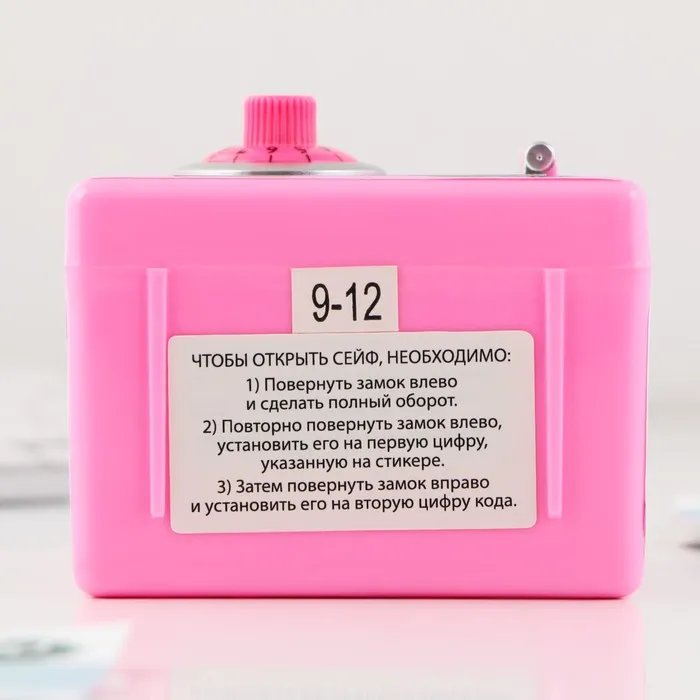 9-12
ЧТОБЫ ОТКРЫТЬ СЕЙФ, НЕОБХОДИМО:
1) Повернуть замок влево
и сделать полный оборот.
2) Повторно повернуть замок влево,
установить его на первую цифру,
указанную на стикере.
3) Затем повернуть замок вправо
и установить его на вторую цифру кода.